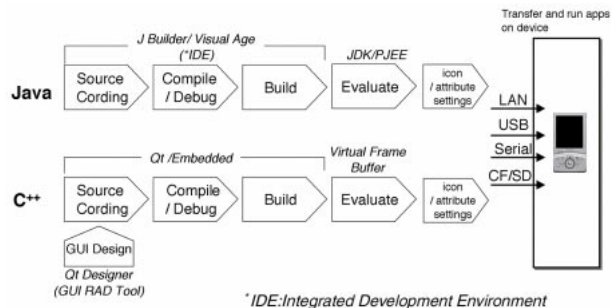 Transfer and run apps
on device
J Builder/ Visual Age
(*IDE)
JDK/PJEE
Java
Source
Cording
Compile
/ Debug
Build
Evaluate
icon
/ attribute
settings
LAN
USB
Serial
CF/SD
Qt /Embedded
Virtual Frame
Buffer
C++
Source
Cording
Compile
/ Debug
Build
Evaluate
icon
/ attribute
settings
GUI Design
Qt Designer
(GUI RAD Tool)
*IDE:Integrated Development Environment